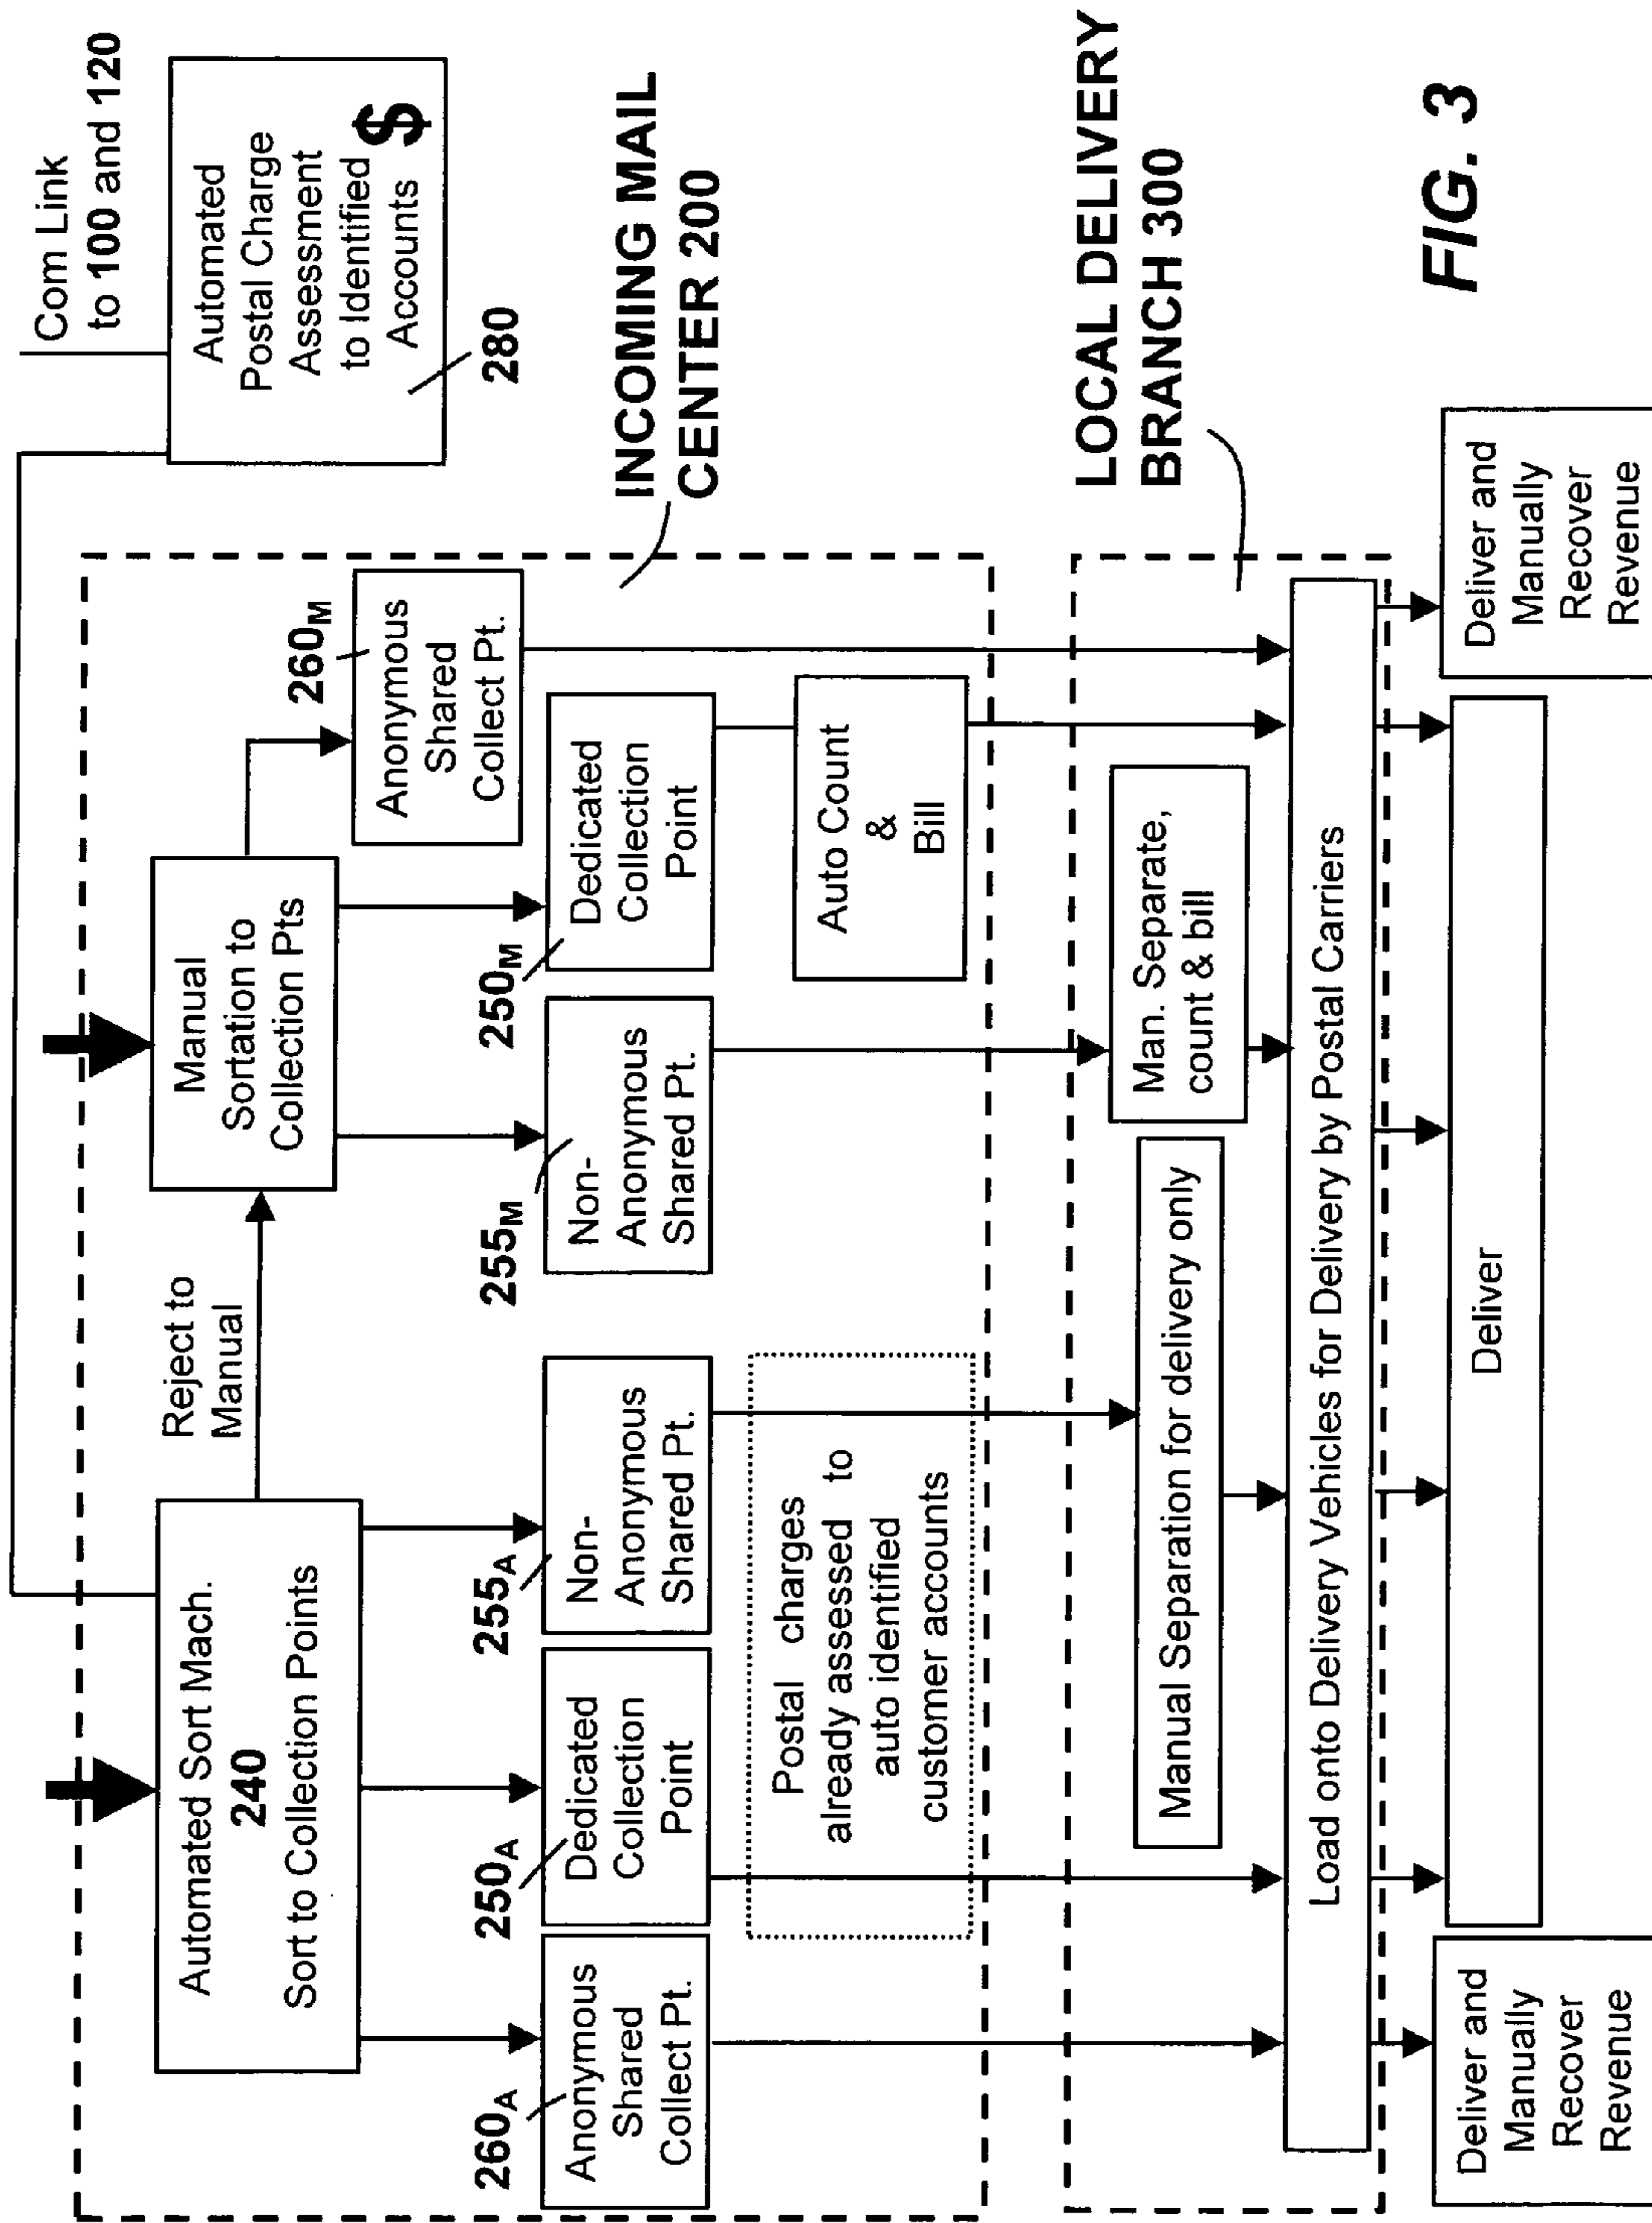 Com Link
to 100 and 120
Automated
Postal Charge
Assessment
to Identified
Accounts
$
280
Automated Sort Mach.
240
Sort to Collection Points
Reject to
Manual
Manual
Sortation to
Collection Pts
260M
Anonymous
Shared
Collect Pt.
INCOMING MAIL
CENTER 200
260A
Anonymous
Shared
Collect Pt.
250A
Dedicated
Collection
Point
255A
Non-
Anonymous
Shared Pt.
255M
Non-
Anonymous
Shared Pt.
250M
Dedicated
Collection
Point
Postal charges
already assessed to
auto identified
customer accounts
Auto Count
&
Bill
LOCAL DELIVERY
BRANCH 300
Manual Separation for delivery only
Man. Separate,
count & bill
Load onto Delivery Vehicles for Delivery by Postal Carriers
Deliver and
Manually
Recover
Revenue
Deliver
Deliver and
Manually
Recover
Revenue
FIG. 3